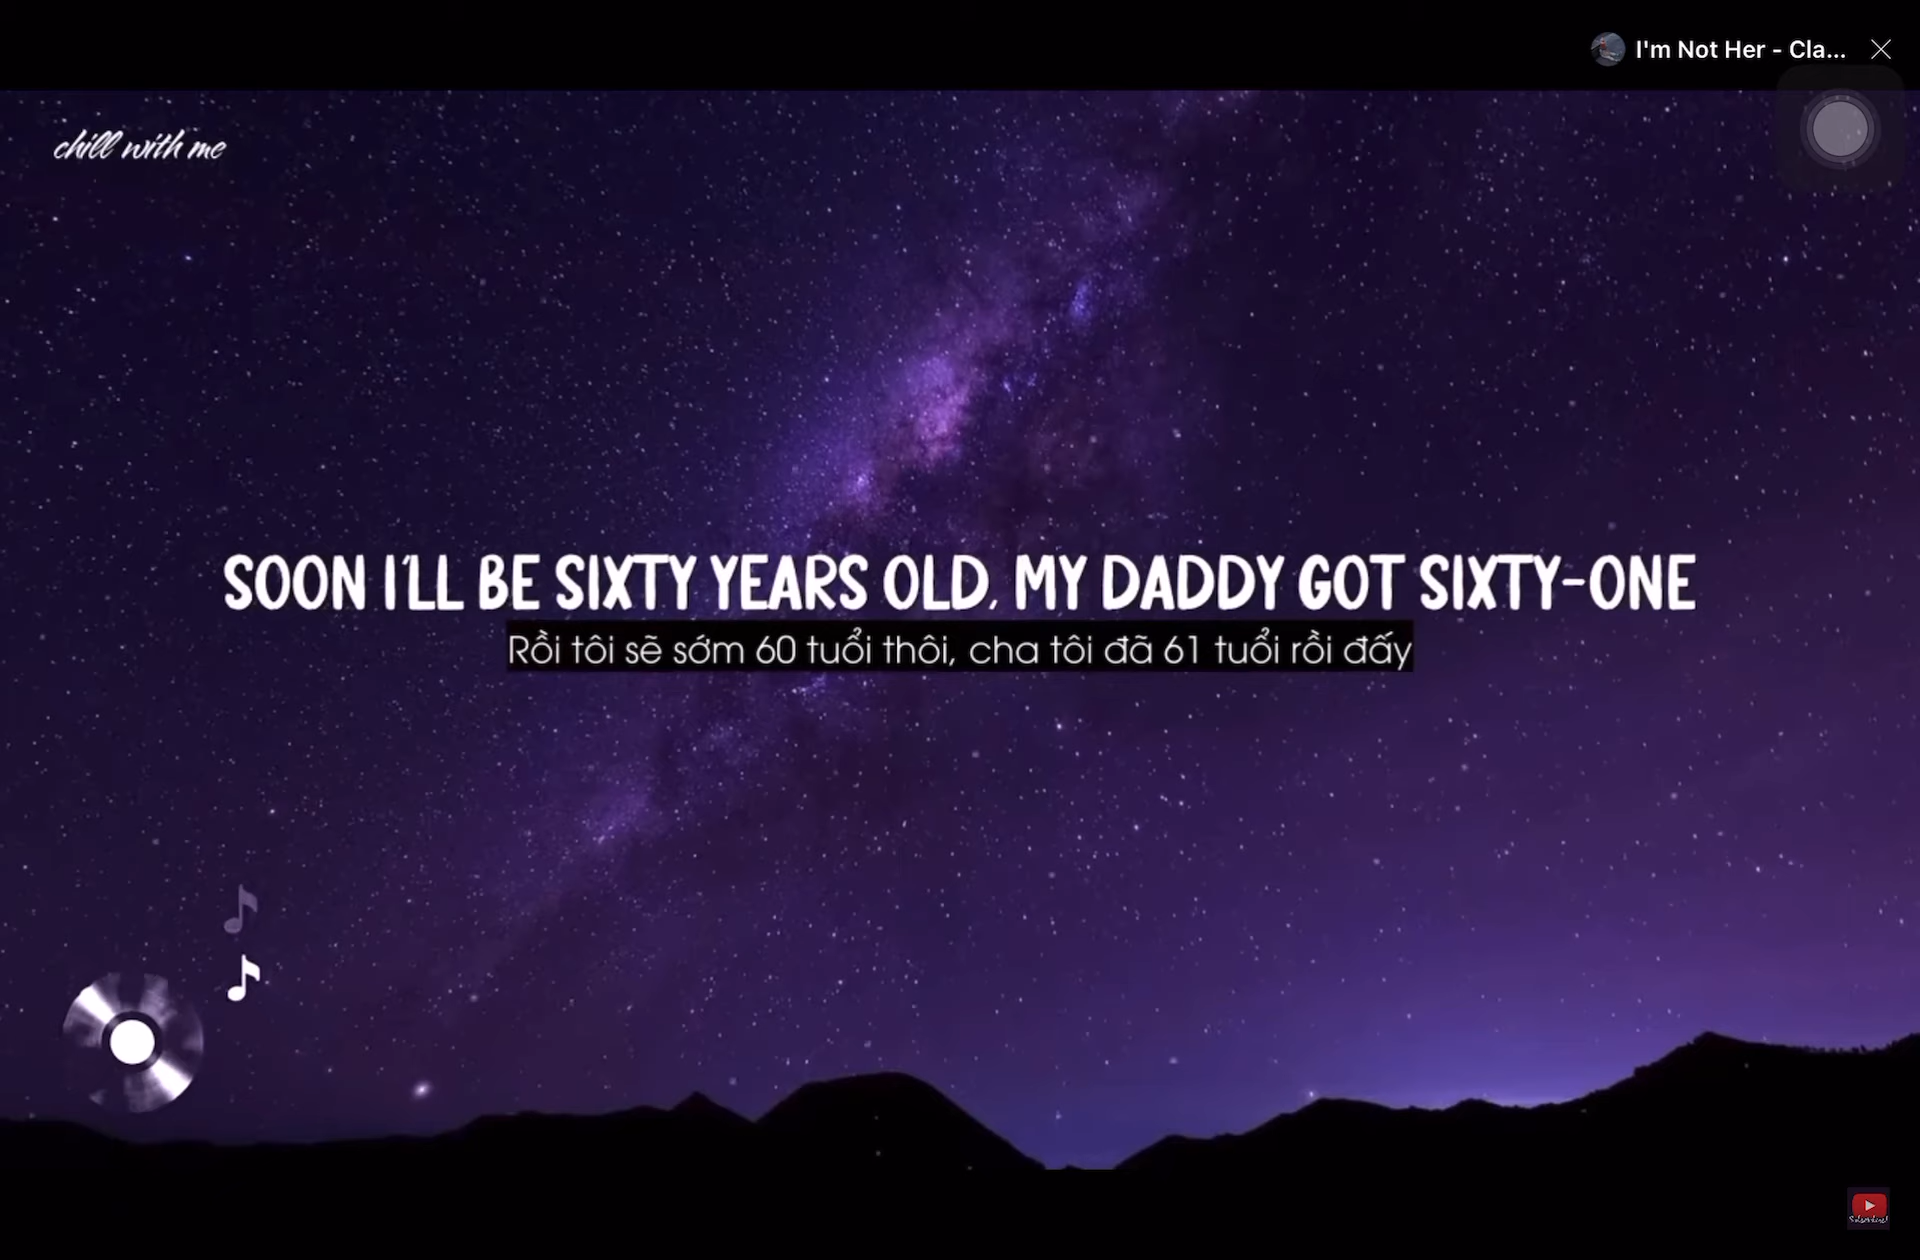 I'm Not Her - Cla...
chill with me
SOON I'LL BE SIXTY YEARS OLD, MY DADDY GOT SIXTY-ONE
Rồi tôi sẽ sớm 60 tuổi thôi, cha tôi đã 61 tuổi rồi đấy
Subscribe!